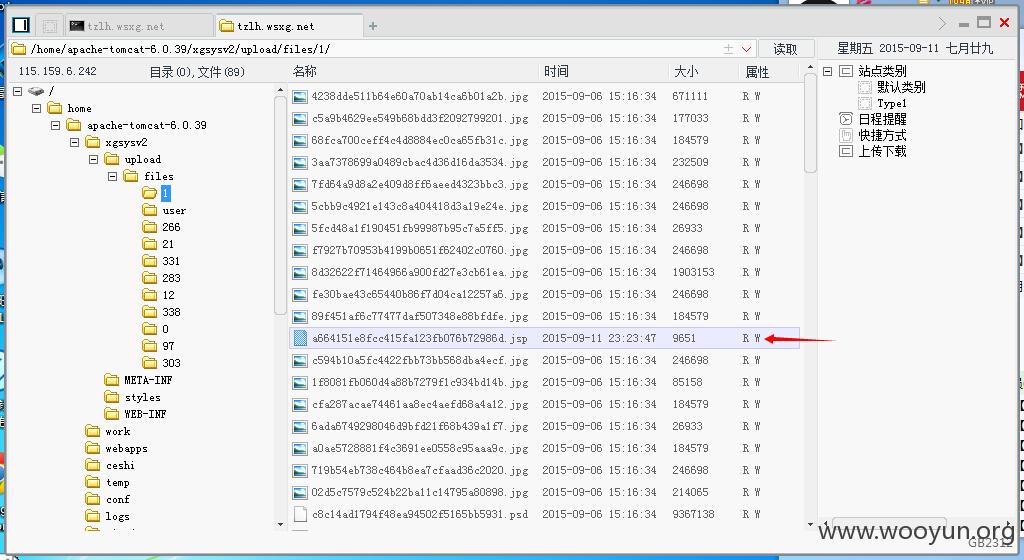 tzlh.wsxg.net
tzlh.wsxg.net
/home/apache-tomcat-6.0.39/xgsysv2/upload/files/1/
读取
星期五 2015-09-11 七月廿九
115.159.6.242 目录(0),文件(89)
名称 时间 大小 属性
/
home
apache-tomcat-6.0.39
xgsysv2
upload
files
1
user
266
21
331
283
12
338
0
97
303
META-INF
styles
WEB-INF
work
webapps
ceshi
temp
conf
logs
4238dde511b64e60a70ab14ca6b01a2b.jpg 2015-09-06 15:16:34 671111 R W
c5a9b4629ee549b68bdd3f2092799201.jpg 2015-09-06 15:16:34 177033 R W
68fca700ceff4c4d8884ec0ca65fb31c.jpg 2015-09-06 15:16:34 184579 R W
3aa7378699a0489cbac4d36d16da3534.jpg 2015-09-06 15:16:34 232509 R W
7fd64a9d8a2e409d8ff6aeed4323bbc3.jpg 2015-09-06 15:16:34 246698 R W
5cbb9c4921e143c8a404418d3a19e24e.jpg 2015-09-06 15:16:34 246698 R W
5fcd48a1f190451fb99987b95c7a5ff5.jpg 2015-09-06 15:16:34 26933 R W
f7927b70953b4199b0651f62402c0760.jpg 2015-09-06 15:16:34 246698 R W
8d32622f71464966a900fd27e3cb61ea.jpg 2015-09-06 15:16:34 1903153 R W
fe30bae43c65440b86f7d04ca12257a6.jpg 2015-09-06 15:16:34 246698 R W
89f451af6c77477daf507348e88bfdfe.jpg 2015-09-06 15:16:34 184579 R W
a664151e8fcc415fa123fb076b72986d.jsp 2015-09-11 23:23:47 9651 R W
c594b10a5fc4422fbb73bb568dba4ecf.jpg 2015-09-06 15:16:34 246698 R W
1f8081fb060d4a88b7279f1c934bd14b.jpg 2015-09-06 15:16:34 85158 R W
cfa287acae74461aa8ec4aefd68a4a12.jpg 2015-09-06 15:16:34 184579 R W
6ada6749298046d9bfd21f68b439a1f7.jpg 2015-09-06 15:16:34 26933 R W
a0ae5728881f4c3691ee0558c95aaa9c.jpg 2015-09-06 15:16:34 184579 R W
719b54eb738c464b8ea7cfaad36c2020.jpg 2015-09-06 15:16:34 246698 R W
02d5c7579c524b22ba11c14795a80898.jpg 2015-09-06 15:16:34 214065 R W
c8c14ad1794f48ea94502f5165bb5931.psd 2015-09-06 15:16:34 9367138 R W
站点类别
默认类别
Type1
日程提醒
快捷方式
上传下载
www.wooyun.org
GB2312